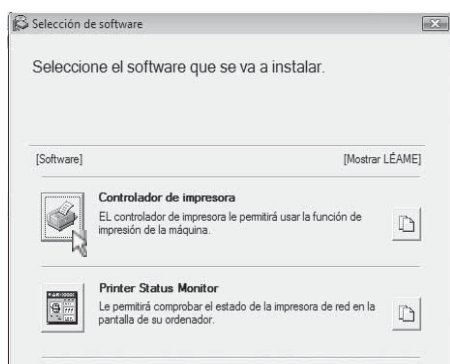 Selección de software
Seleccione el software que se va a instalar.
[Software] [Mostrar LÉAME]
Controlador de impresora
EL controlador de impresora le permitirá usar la función de
impresión de la máquina.
Printer Status Monitor
Le permitirá comprobar el estado de la impresora de red en la
pantalla de su ordenador.